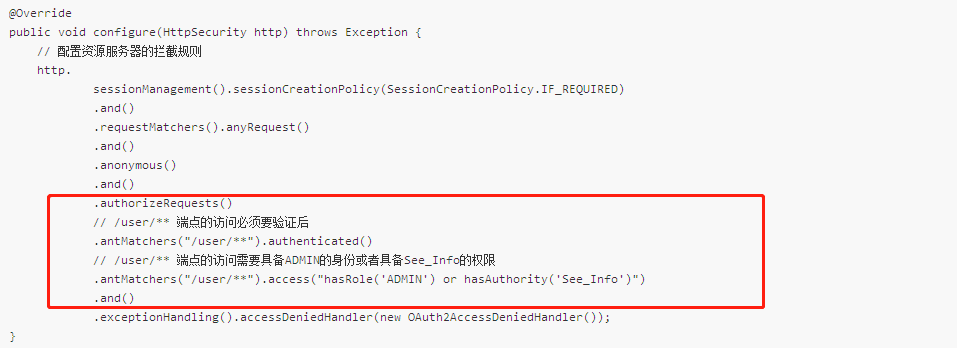 @Override
public void configure(HttpSecurity http) throws Exception {
    // 配置资源服务器的拦截规则
    http.
            sessionManagement().sessionCreationPolicy(SessionCreationPolicy.IF_REQUIRED)
            .and()
            .requestMatchers().anyRequest()
            .and()
            .anonymous()
            .and()
            .authorizeRequests()
            // /user/** 端点的访问必须要验证后
            .antMatchers("/user/**").authenticated()
            // /user/** 端点的访问需要具备ADMIN的身份或者具备See_Info的权限
            .antMatchers("/user/**").access("hasRole('ADMIN') or hasAuthority('See_Info')")
            .and()
            .exceptionHandling().accessDeniedHandler(new OAuth2AccessDeniedHandler());
}